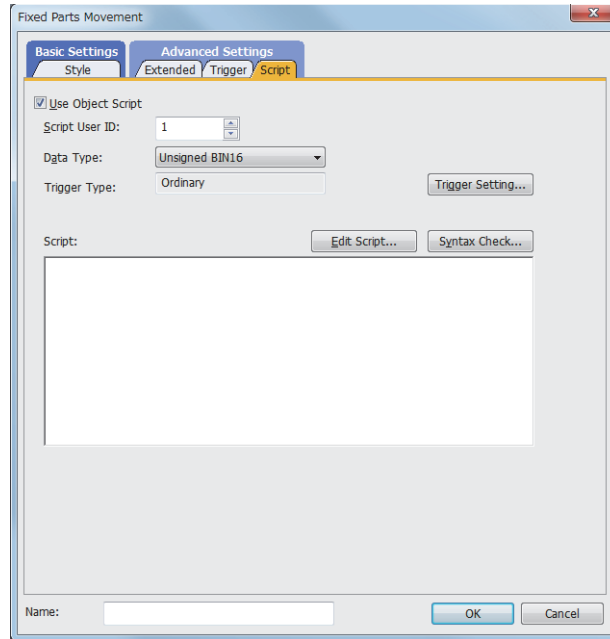 Fixed Parts Movement
Basic Settings Advanced Settings
Style Extended Trigger Script
Use Object Script
Script User ID: 1
Data Type: Unsigned BIN16
Trigger Type: Ordinary Trigger Setting...
Script: Edit Script... Syntax Check...
Name: OK Cancel